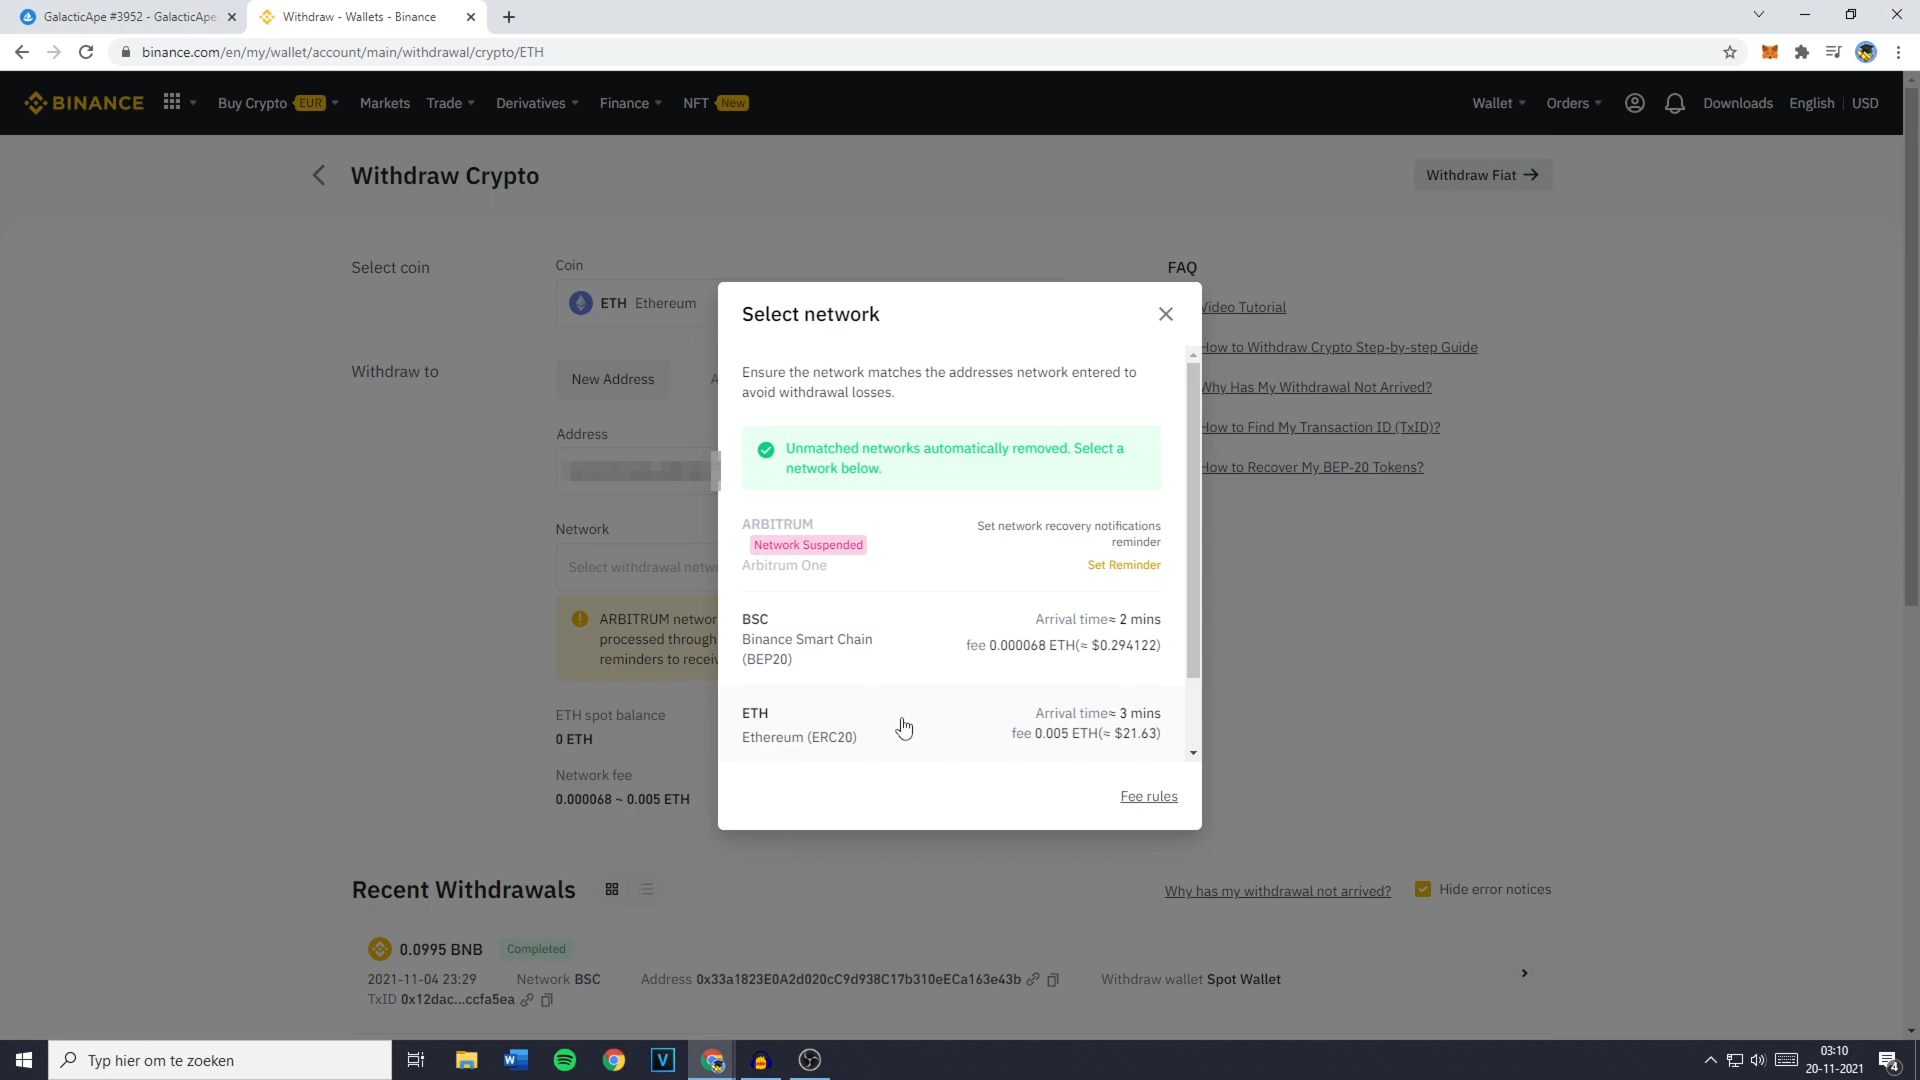 GalacticApe #3952 - GalacticApe
Withdraw - Wallets - Binance
binance.com/en/my/wallet/account/main/withdrawal/crypto/ETH
BINANCE
Buy Crypto EUR
Markets
Trade
Derivatives
Finance
NFT New
Wallet
Orders
Downloads
English
USD
Withdraw Crypto
Withdraw Fiat
Select coin
Coin
FAQ
ETH Ethereum
Video Tutorial
Select network
How to Withdraw Crypto Step-by-step Guide
Withdraw to
New Address
A
Ensure the network matches the addresses network entered to
avoid withdrawal losses.
Why Has My Withdrawal Not Arrived?
Address
How to Find My Transaction ID (TxID)?
Unmatched networks automatically removed. Select a
network below.
How to Recover My BEP-20 Tokens?
Network
ARBITRUM
Network Suspended
Arbitrum One
Set network recovery notifications
reminder
Set Reminder
Select withdrawal netw
ARBITRUM networ
processed through
reminders to receiv
BSC
Binance Smart Chain
(BEP20)
Arrival time≈ 2 mins
fee 0.000068 ETH(≈ $0.294122)
ETH spot balance
0 ETH
ETH
Ethereum (ERC20)
Arrival time≈ 3 mins
fee 0.005 ETH(≈ $21.63)
Network fee
0.000068 ~ 0.005 ETH
Fee rules
Recent Withdrawals
Why has my withdrawal not arrived?
Hide error notices
0.0995 BNB
Completed
2021-11-04 23:29
Network BSC
Address 0x33a1823E0A2d020cC9d938C17b310eECa163e43b
Withdraw wallet Spot Wallet
TxID 0x12dac...ccfa5ea
Typ hier om te zoeken
03:10
20-11-2021
4